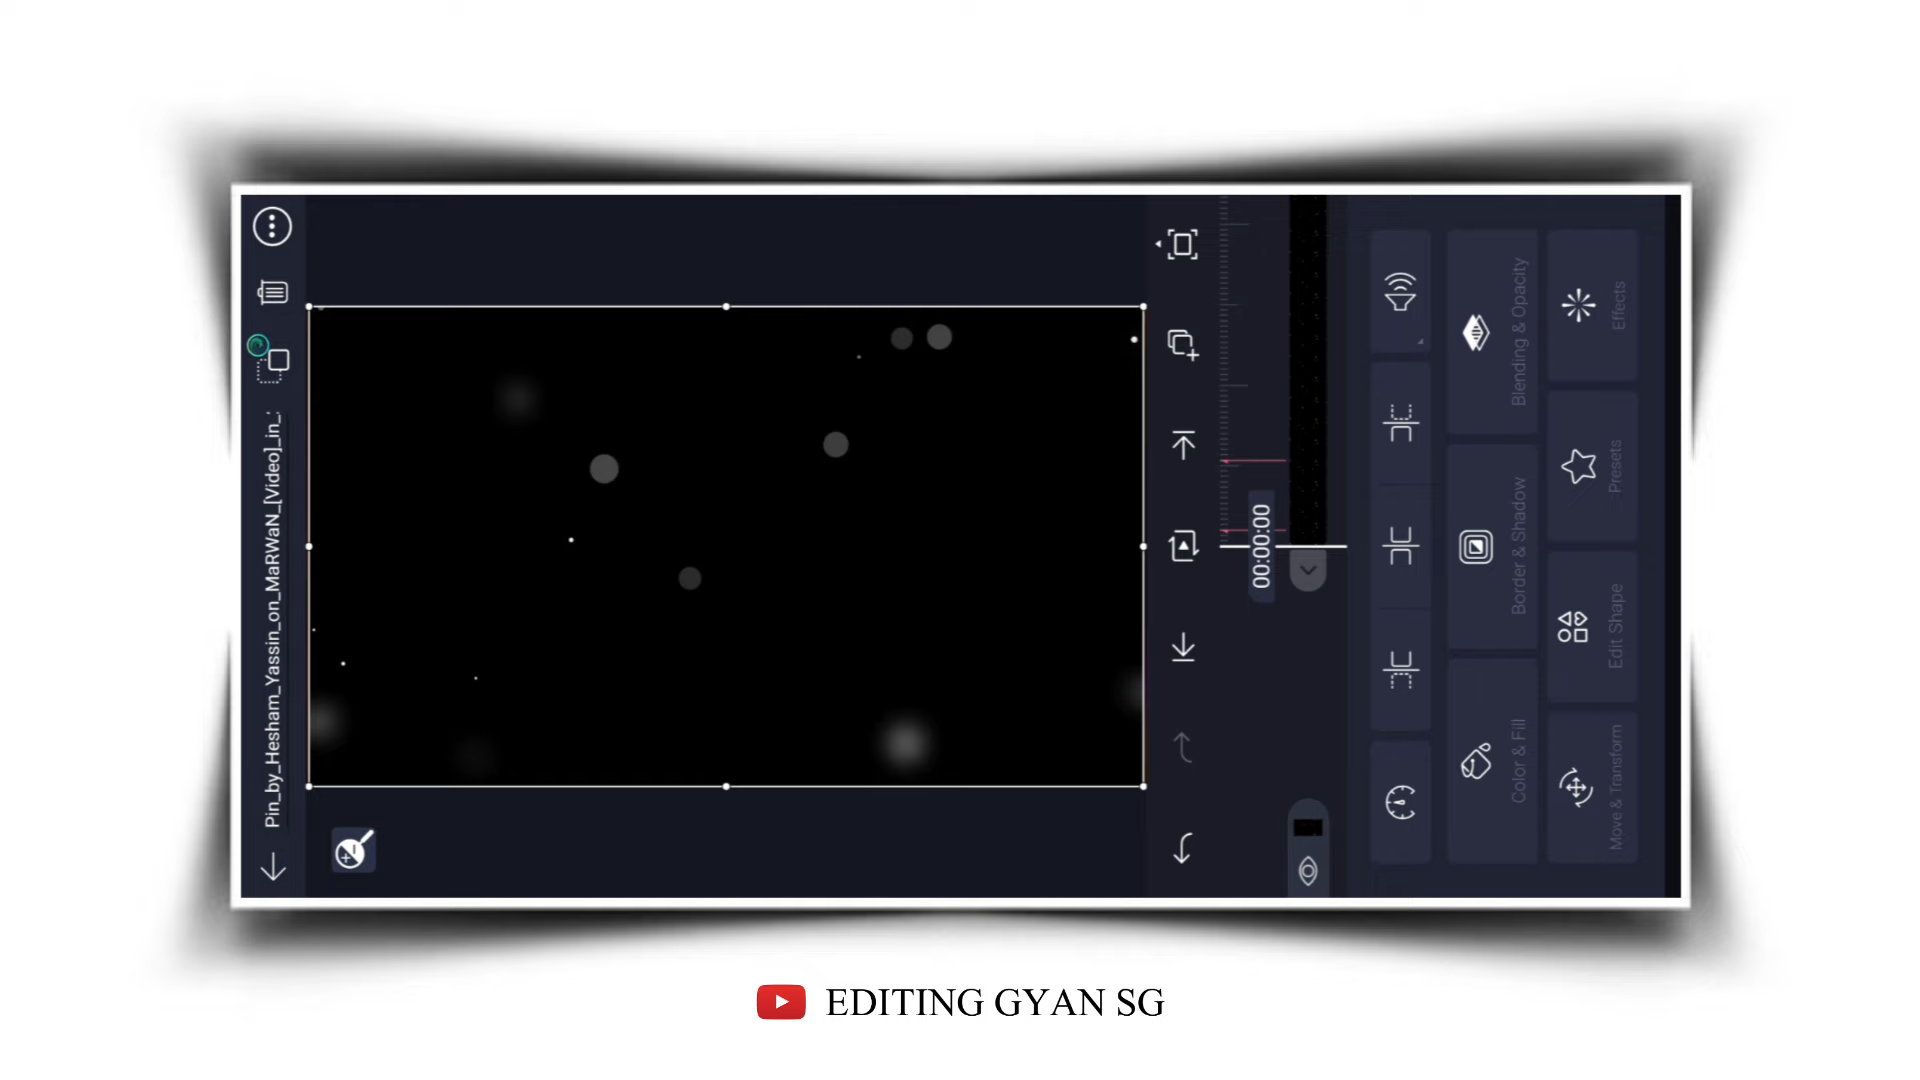 Pin_by_Hesham_Yassin_on_MaRWaN_[Video]_in_
00:00:00
Blending & Opacity
Border & Shadow
Color & Fill
Effects
Presets
Edit Shape
Move & Transform
EDITING GYAN SG